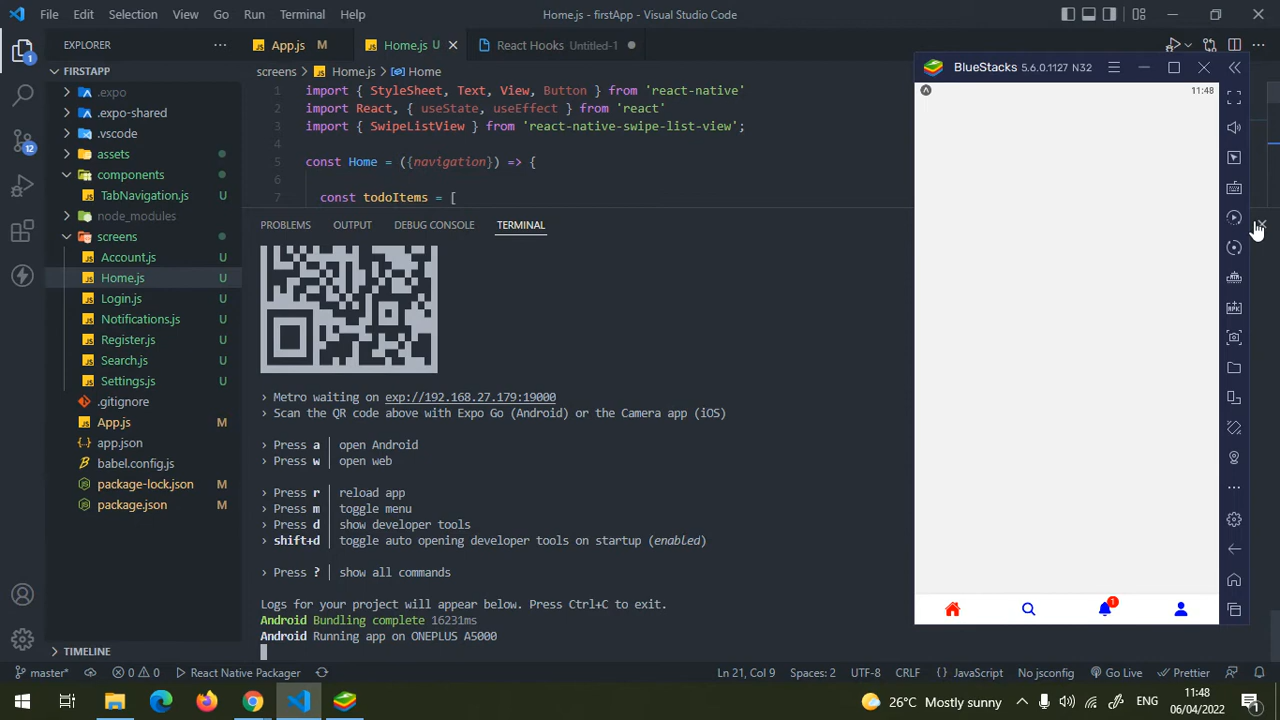 File Edit Selection View Go Run Terminal Help
Home.js - firstApp - Visual Studio Code
1
EXPLORER
App.js M
Home.js U
React Hooks Untitled-1
FIRSTAPP
.expo
.expo-shared
.vscode
assets
components
TabNavigation.js U
node_modules
screens
Account.js U
Home.js U
Login.js U
Notifications.js U
Register.js U
Search.js U
Settings.js U
.gitignore
App.js M
app.json
babel.config.js
package-lock.json M
package.json M
TIMELINE
12
screens > Home.js > Home
1 import { StyleSheet, Text, View, Button } from 'react-native'
2 import React, { useState, useEffect } from 'react'
3 import { SwipeListView } from 'react-native-swipe-list-view';
4
5 const Home = ({navigation}) => {
6
7 const todoItems = [
PROBLEMS OUTPUT DEBUG CONSOLE TERMINAL
› Metro waiting on exp://192.168.27.179:19000
› Scan the QR code above with Expo Go (Android) or the Camera app (iOS)
› Press a │ open Android
› Press w │ open web
› Press r │ reload app
› Press m │ toggle menu
› Press d │ show developer tools
› shift+d │ toggle auto opening developer tools on startup (enabled)
› Press ? │ show all commands
Logs for your project will appear below. Press Ctrl+C to exit.
Android Bundling complete 16231ms
Android Running app on ONEPLUS A5000
BlueStacks 5.6.0.1127 N32
11:48
1
master* 0 0 React Native Packager
Ln 21, Col 9 Spaces: 2 UTF-8 CRLF JavaScript No jsconfig Go Live Prettier
26°C Mostly sunny
ENG
11:48
06/04/2022
1